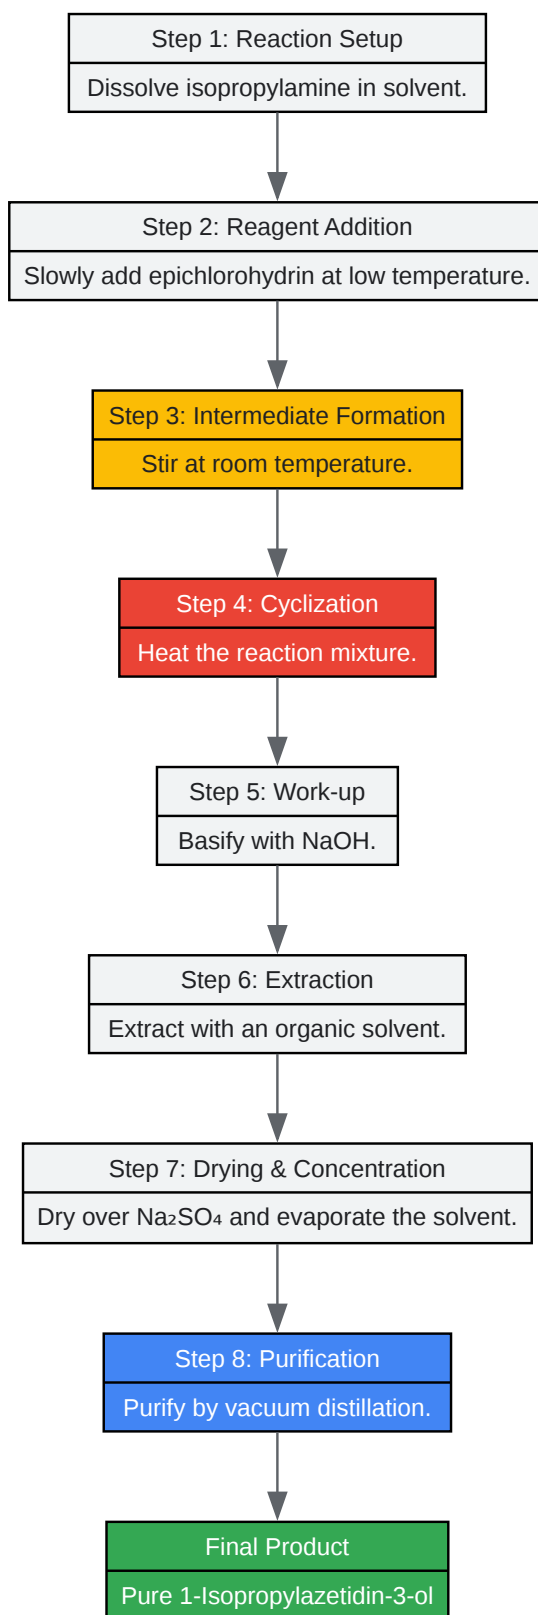 Step 1: Reaction Setup
Dissolve isopropylamine in solvent.
Step 2: Reagent Addition
Slowly add epichlorohydrin at low temperature.
Step 3: Intermediate Formation
Stir at room temperature.
Step 4: Cyclization
Heat the reaction mixture.
Step 5: Work-up
Basify with NaOH.
Step 6: Extraction
Extract with an organic solvent.
Step 7: Drying & Concentration
Dry over Na₂SO₄ and evaporate the solvent.
Step 8: Purification
Purify by vacuum distillation.
Final Product
Pure 1-Isopropylazetidin-3-ol